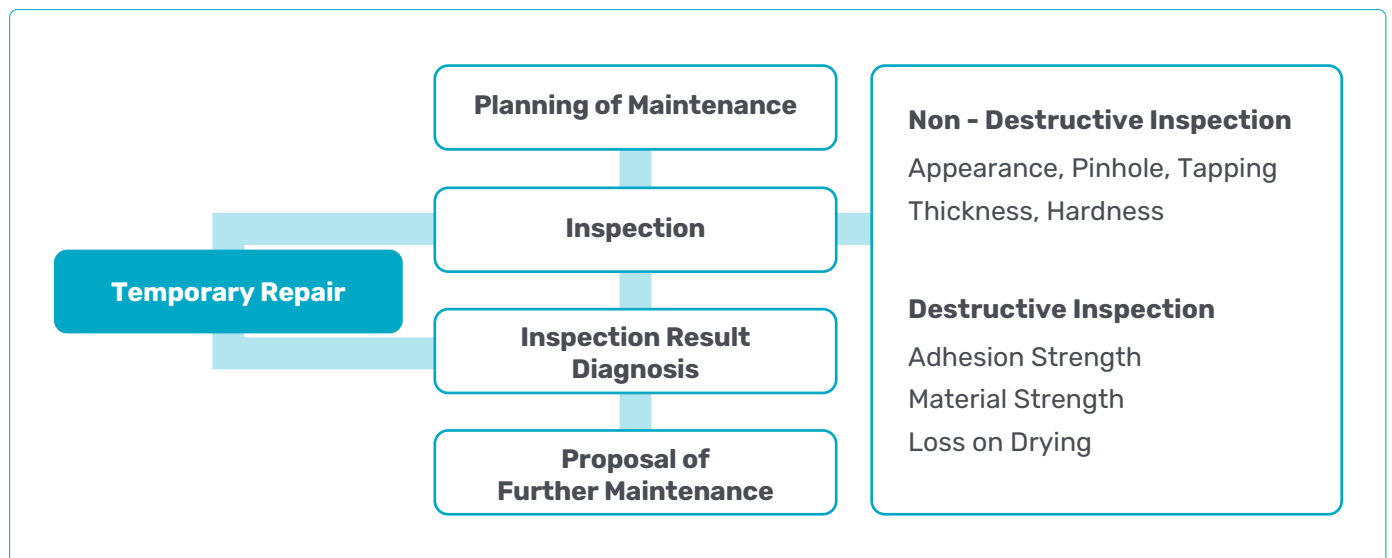 Planning of Maintenance
Inspection
Temporary Repair
Inspection Result
Diagnosis
Proposal of
Further Maintenance
Non - Destructive Inspection
Appearance, Pinhole, Tapping
Thickness, Hardness
Destructive Inspection
Adhesion Strength
Material Strength
Loss on Drying